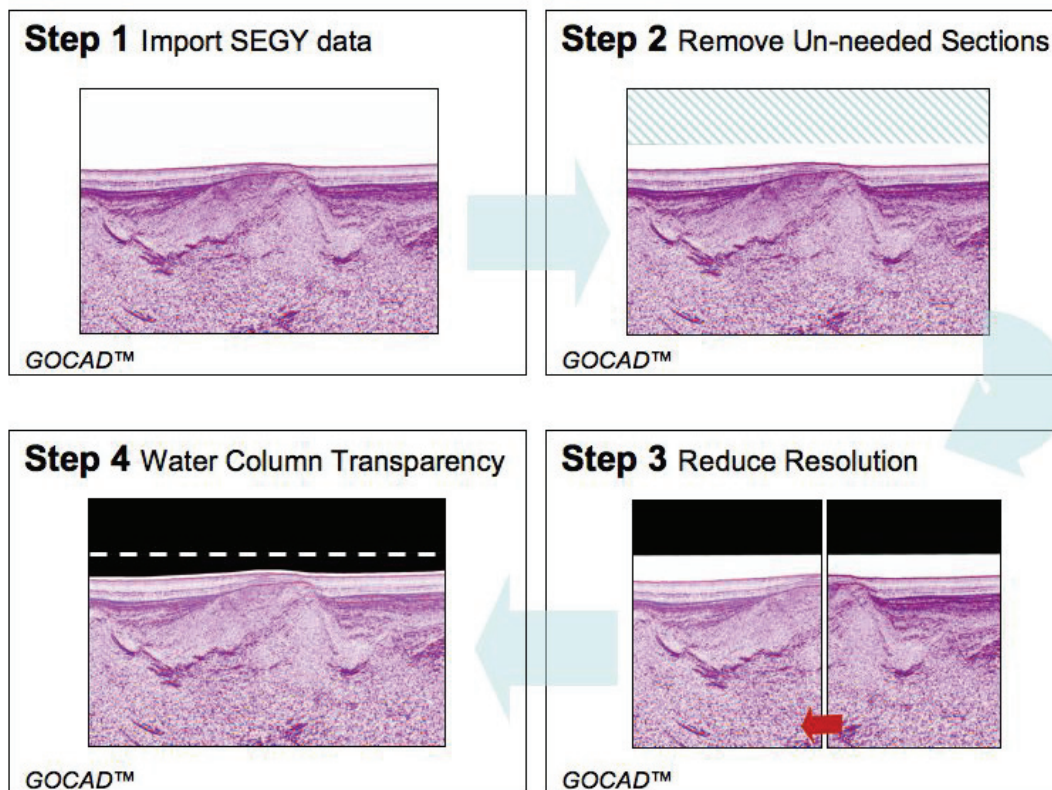 Step 1 Import SEGY data
GOCAD™
Step 2 Remove Un-needed Sections
GOCAD™
Step 3 Reduce Resolution
GOCAD™
Step 4 Water Column Transparency
GOCAD™